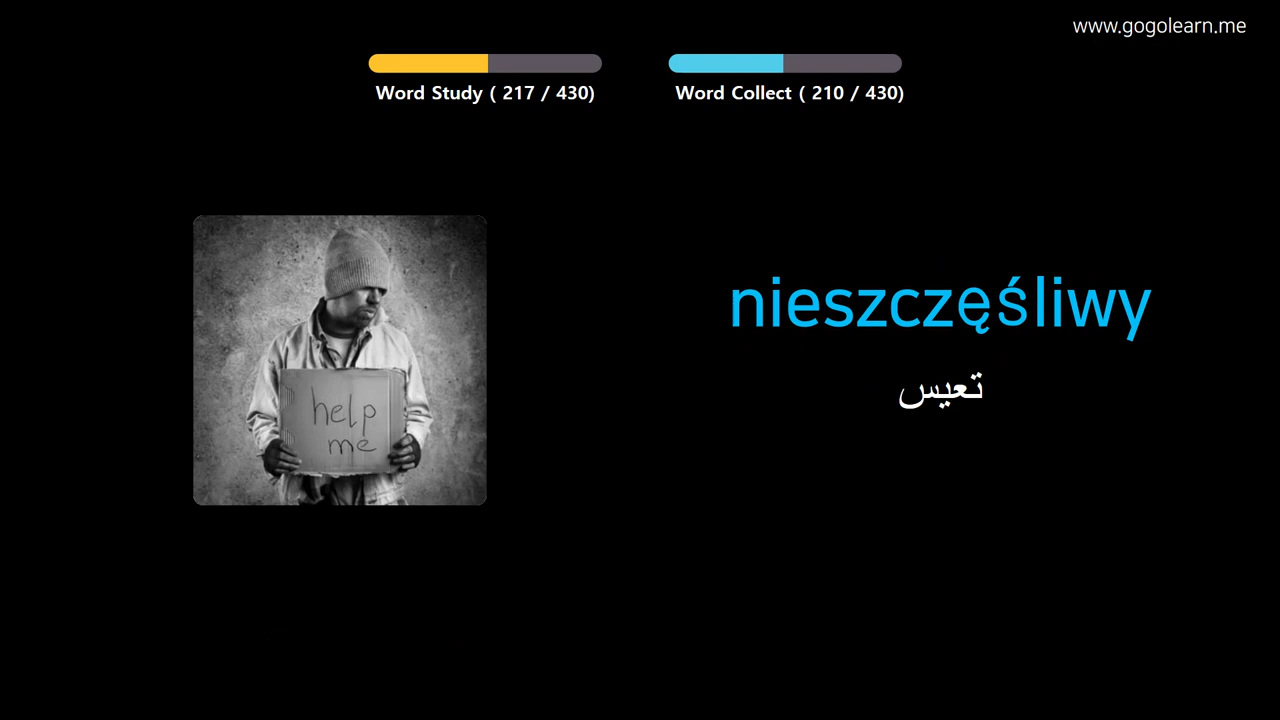 www.gogolearn.me
Word Study ( 217 / 430)
Word Collect ( 210 / 430)
help
me
nieszczęśliwy
تعيس